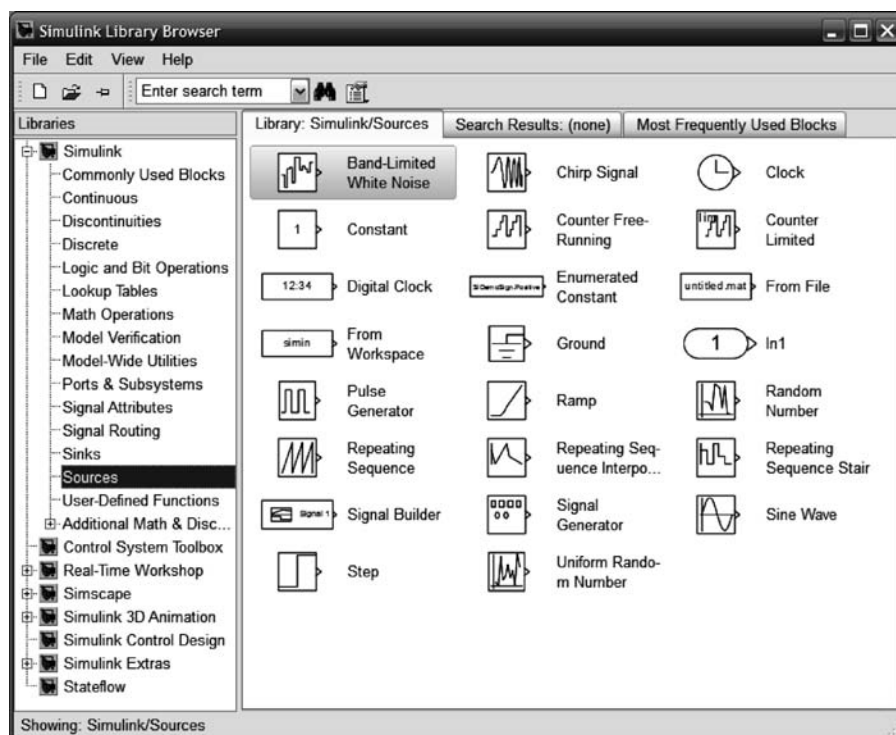 Simulink Library Browser
File Edit View Help
Enter search term
Libraries
Simulink
Commonly Used Blocks
Continuous
Discontinuities
Discrete
Logic and Bit Operations
Lookup Tables
Math Operations
Model Verification
Model-Wide Utilities
Ports & Subsystems
Signal Attributes
Signal Routing
Sinks
Sources
User-Defined Functions
Additional Math & Disc...
Control System Toolbox
Real-Time Workshop
Simscape
Simulink 3D Animation
Simulink Control Design
Simulink Extras
Stateflow
Library: Simulink/Sources Search Results: (none) Most Frequently Used Blocks
Band-Limited
White Noise
Chirp Signal
Clock
1
Constant
Counter Free-
Running
lim
Counter
Limited
12:34
Digital Clock
Enumerated
Constant
untitled.mat
From File
simin
From
Workspace
Ground
1
In1
Pulse
Generator
Ramp
Random
Number
Repeating
Sequence
Repeating Seq-
uence Interpo...
Repeating
Sequence Stair
Signal 1
Signal Builder
Signal
Generator
Sine Wave
Step
Uniform Rando-
m Number
Showing: Simulink/Sources